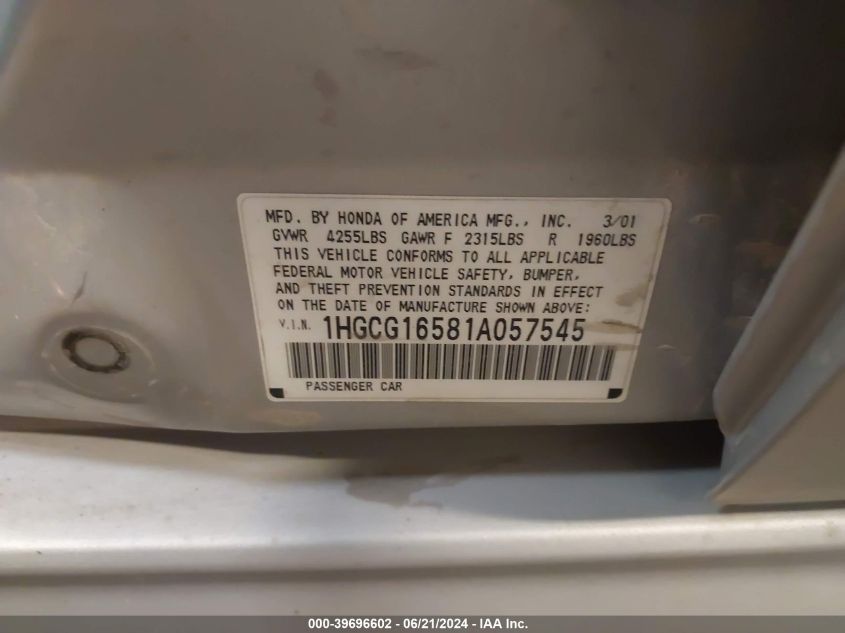 MFD. BY HONDA OF AMERICA MFG., INC. 3/01
GVWR 4255LBS GAWR F 2315LBS R 1960LBS
THIS VEHICLE CONFORMS TO ALL APPLICABLE
FEDERAL MOTOR VEHICLE SAFETY, BUMPER,
AND THEFT PREVENTION STANDARDS IN EFFECT
ON THE DATE OF MANUFACTURE SHOWN ABOVE:
V.I.N. 1HGCG16581A057545
PASSENGER CAR
000-39696602 - 06/21/2024 - IAA Inc.